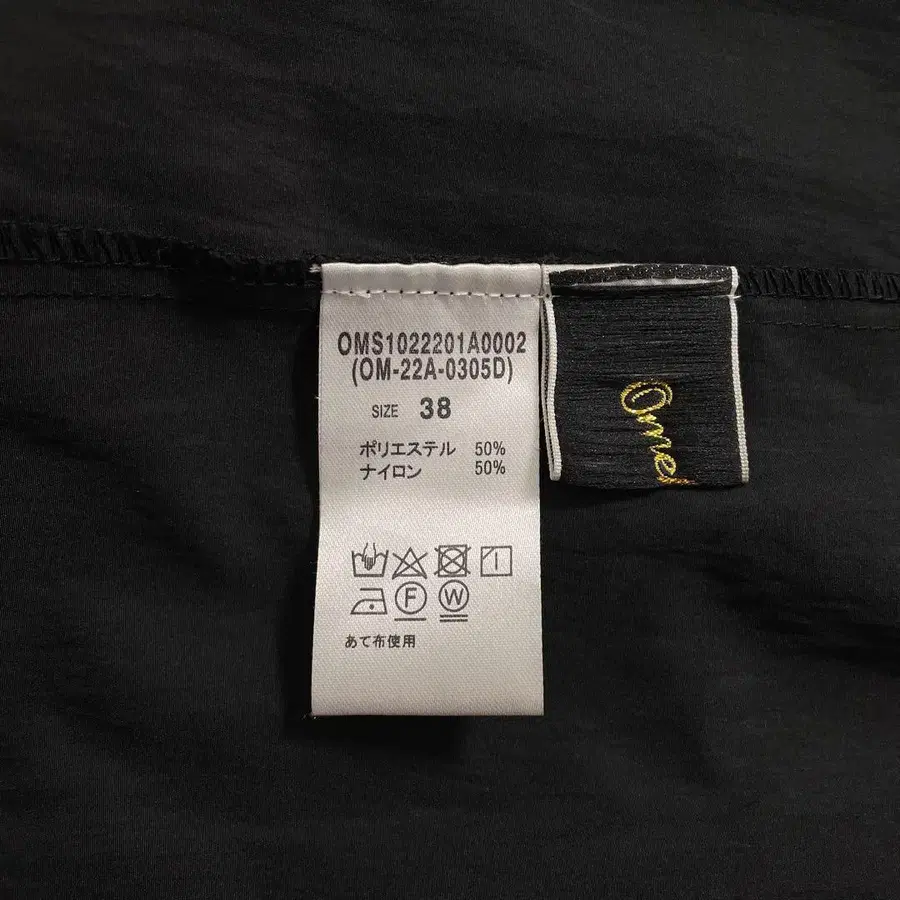 OMS1022201A0002
(OM-22A-0305D)
SIZE 38
ポリエステル 50%
ナイロン 50%
F W
あて布使用